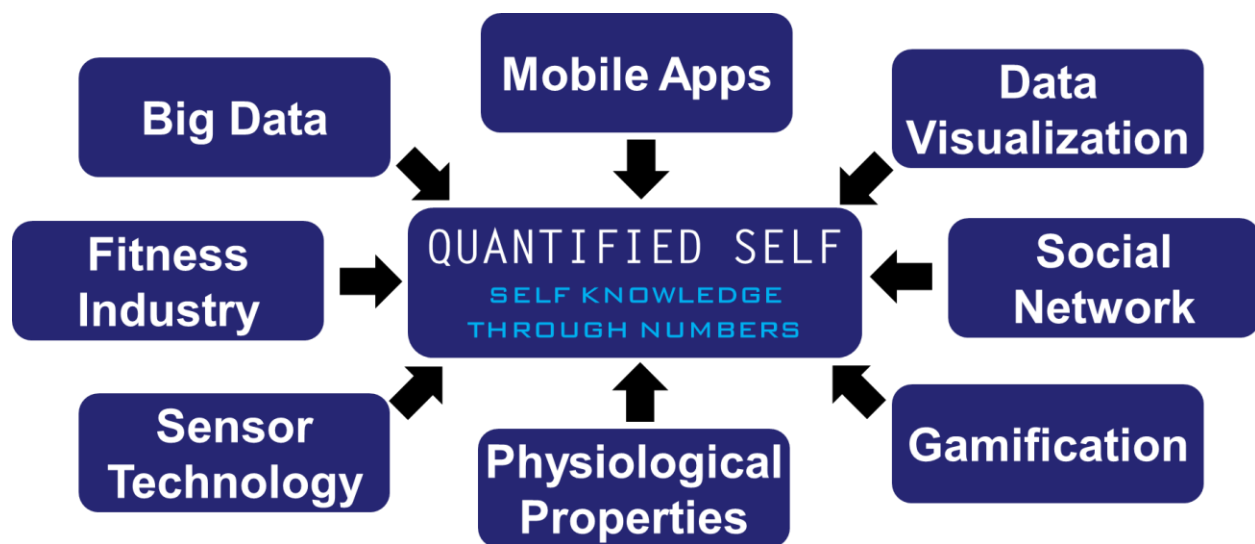 Mobile Apps
Big Data
Data
Visualization
Fitness
Industry
QUANTIFIED SELF
SELF KNOWLEDGE
THROUGH NUMBERS
Social
Network
Sensor
Technology
Physiological
Properties
Gamification